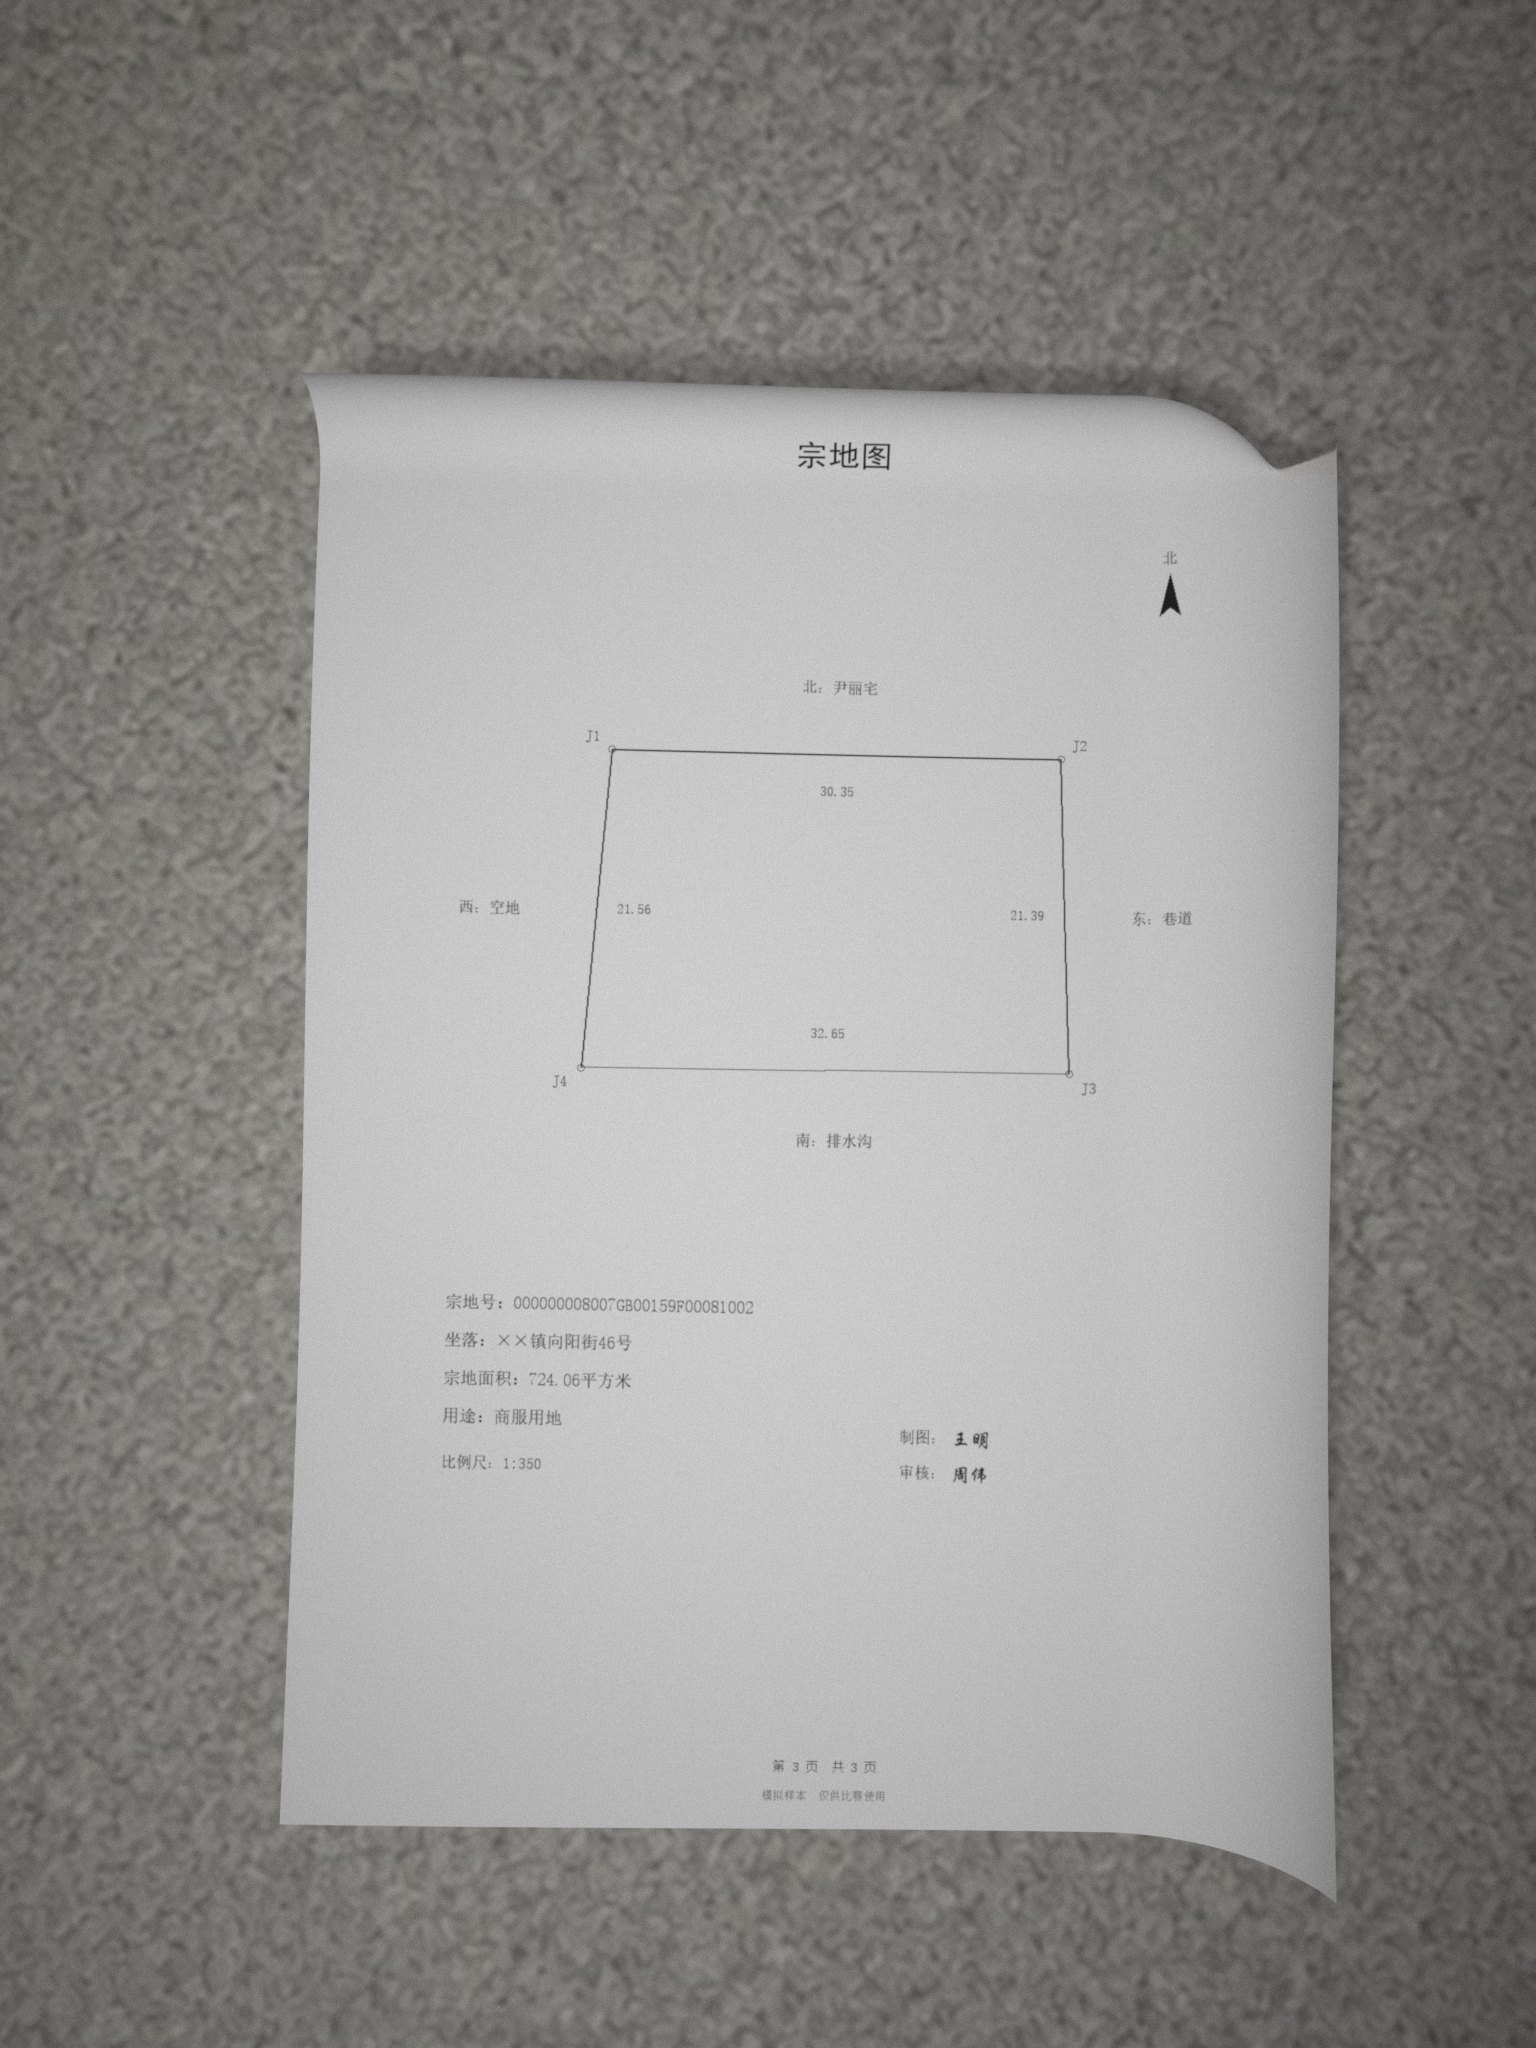 宗地图
北
北：尹丽宅
J1
J2
30.35
西：空地
21.56
21.39
东：巷道
32.65
J4
J3
南：排水沟
宗地号：000000008007GB00159F00081002
坐落：××镇向阳街46号
宗地面积：724.06平方米
用途：商服用地
比例尺：1:350
制图：王明
审核：周伟
第 3 页 共 3 页
模拟样本 仅供比赛使用